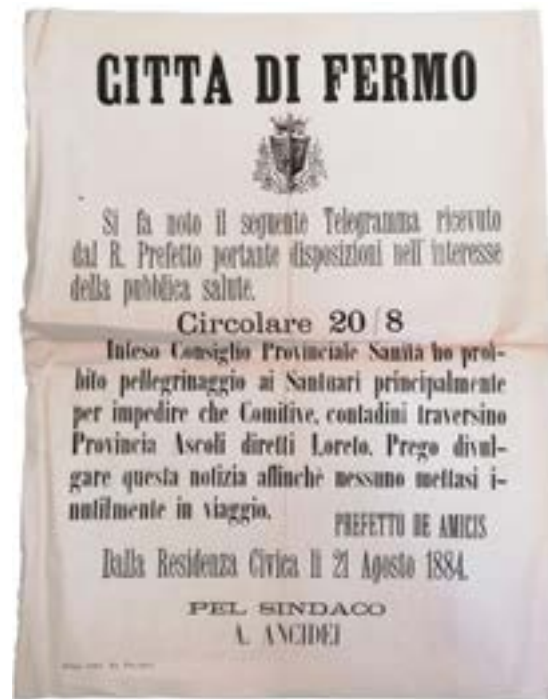 CITTÀ DI FERMO
Si fa noto il seguente Telegramma ricevuto
dal R. Prefetto portante disposizioni nell'interesse
della pubblica salute.
Circolare 20/8
Inteso Consiglio Provinciale Sanità ho proi-
bito pellegrinaggio ai Santuari principalmente
per impedire che Comitive, contadini traversino
Provincia Ascoli diretti Loreto. Prego divul-
gare questa notizia affinchè nessuno mettasi i-
nutilmente in viaggio.
PREFETTO DE AMICIS
Dalla Residenza Civica li 21 Agosto 1884.
PEL SINDACO
A. ANCIDEI